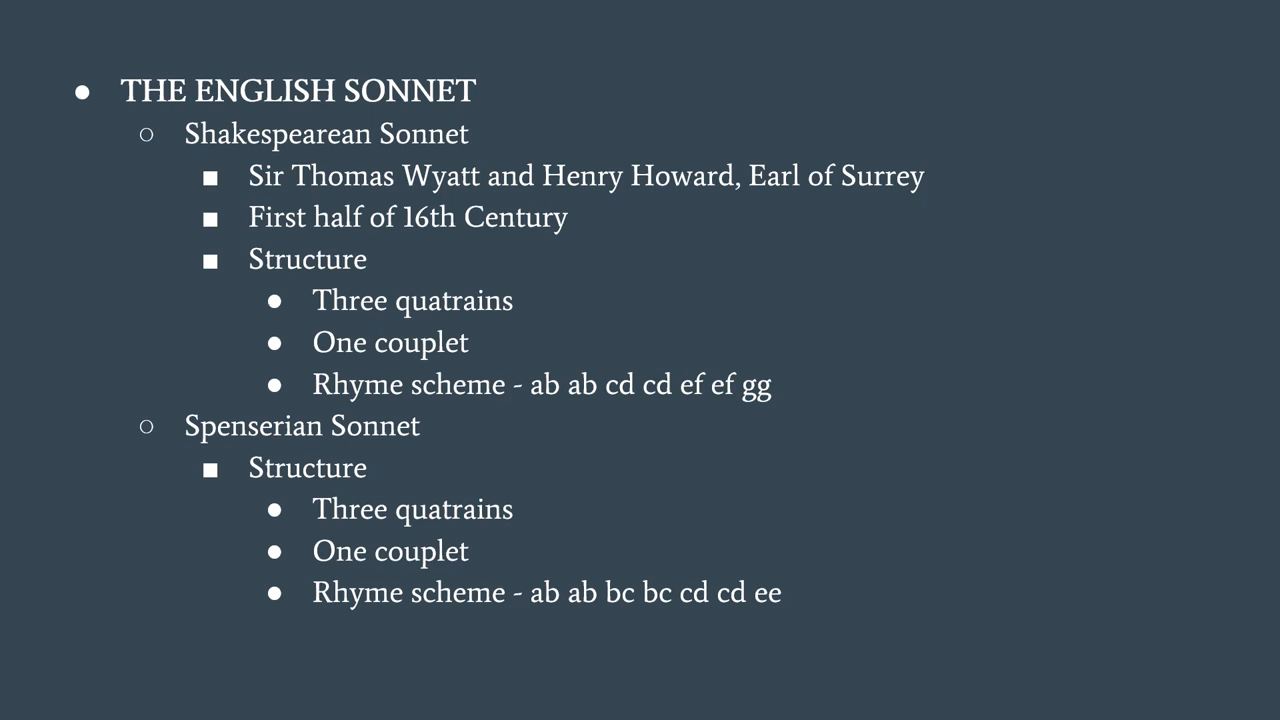 ● THE ENGLISH SONNET
○ Shakespearean Sonnet
■ Sir Thomas Wyatt and Henry Howard, Earl of Surrey
■ First half of 16th Century
■ Structure
● Three quatrains
● One couplet
● Rhyme scheme - ab ab cd cd ef ef gg
○ Spenserian Sonnet
■ Structure
● Three quatrains
● One couplet
● Rhyme scheme - ab ab bc bc cd cd ee